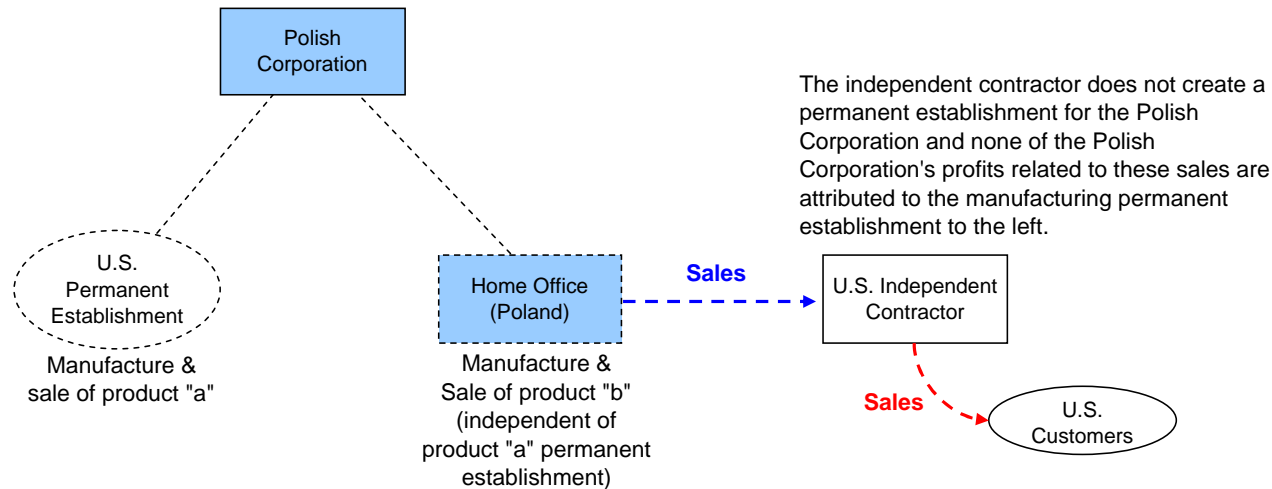 Polish
Corporation
The independent contractor does not create a
permanent establishment for the Polish
Corporation and none of the Polish
Corporation's profits related to these sales are
attributed to the manufacturing permanent
establishment to the left.
U.S.
Permanent
Establishment
Manufacture &
sale of product "a"
Home Office
(Poland)
Manufacture &
Sale of product "b"
(independent of
product "a" permanent
establishment)
Sales
U.S. Independent
Contractor
Sales
U.S.
Customers